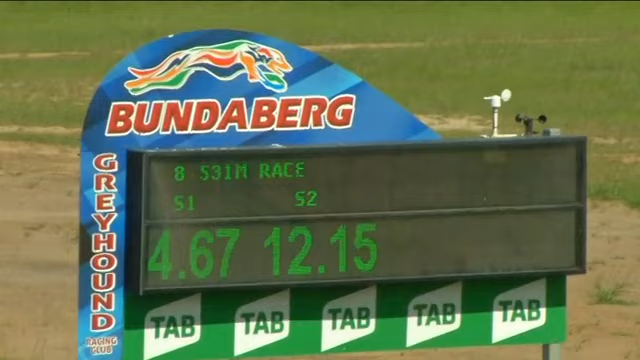 BUNDABERG
GREYHOUND
RACING
CLUB
8 531M RACE
S1 S2
4.67 12.15
TAB TAB TAB TAB TAB